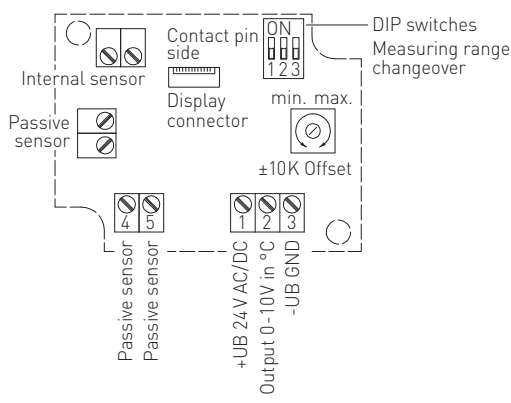 Contact pin
side
ON
1 2 3
DIP switches
Measuring range
changeover
Internal sensor
Display
connector
min. max.
Passive
sensor
±10K Offset
4 5
1 2 3
Passive sensor
Passive sensor
+UB 24V AC/DC
Output 0-10V in °C
-UB GND